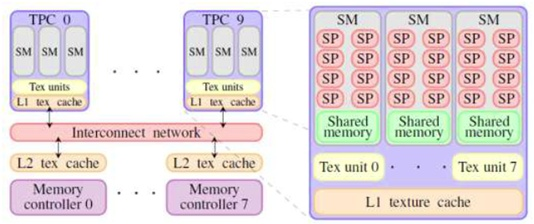 TPC 0
SM SM SM
Tex units
L1 tex cache
. . .
TPC 9
SM SM SM
Tex units
L1 tex cache
Interconnect network
L2 tex cache
L2 tex cache
Memory
controller 0
. . .
Memory
controller 7
SM SM SM
SP SP SP SP SP SP
SP SP SP SP SP SP
SP SP SP SP SP SP
SP SP SP SP SP SP
Shared
memory
Shared
memory
Shared
memory
Tex unit 0 . . . Tex unit 7
L1 texture cache